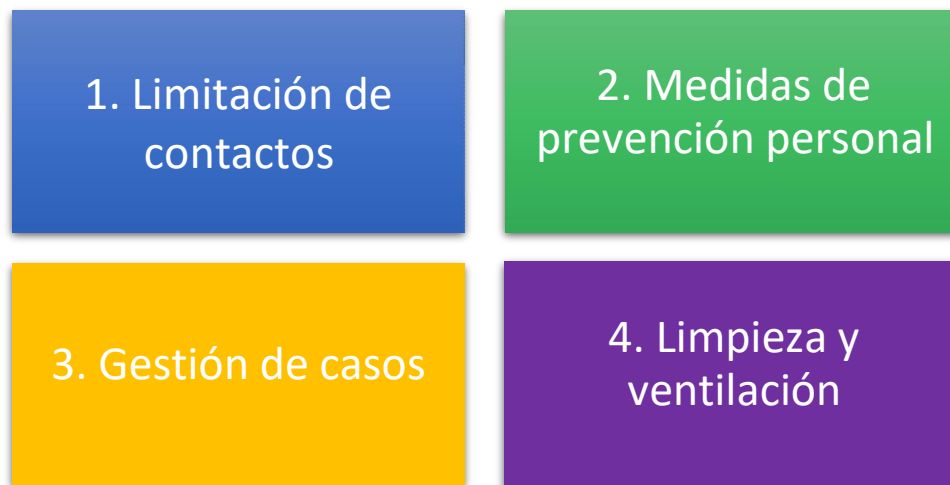 1. Limitación de
contactos
2. Medidas de
prevención personal
3. Gestión de casos
4. Limpieza y
ventilación